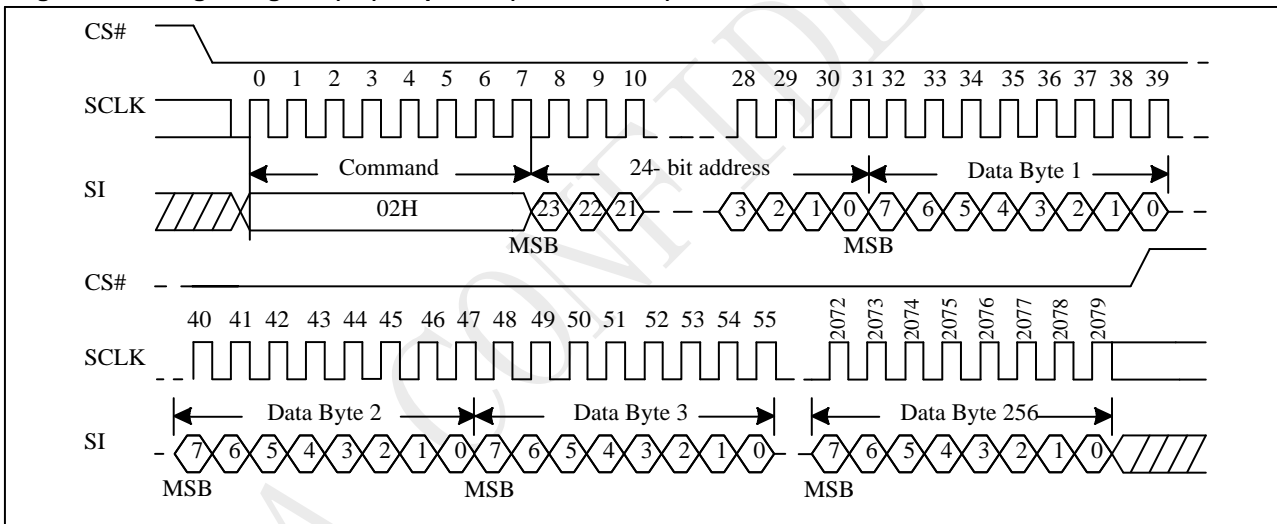 CS#
0 1 2 3 4 5 6 7 8 9 10 28 29 30 31 32 33 34 35 36 37 38 39
SCLK
Command 24- bit address Data Byte 1
SI
02H 23 22 21 3 2 1 0 7 6 5 4 3 2 1 0
MSB MSB
CS#
40 41 42 43 44 45 46 47 48 49 50 51 52 53 54 55 2072 2073 2074 2075 2076 2077 2078 2079
SCLK
Data Byte 2 Data Byte 3 Data Byte 256
SI
7 6 5 4 3 2 1 0 7 6 5 4 3 2 1 0 7 6 5 4 3 2 1 0
MSB MSB MSB